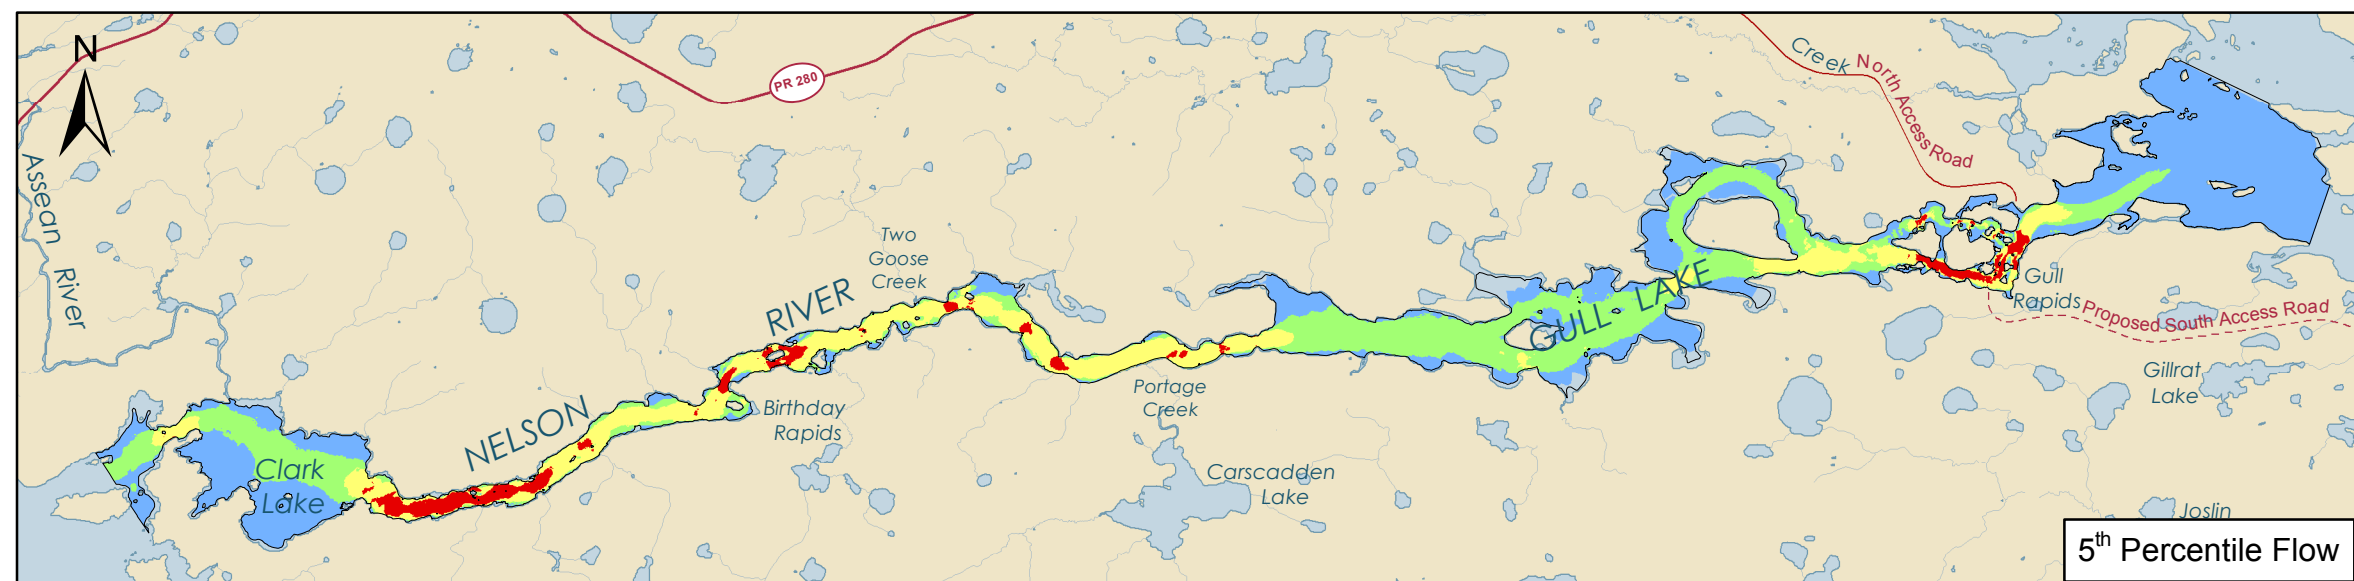 N
PR 280
Creek
North Access Road
Assean
River
Two
Goose
Creek
RIVER
GULL LAKE
Gull
Rapids
Proposed South Access Road
Gillrat
Lake
Portage
Creek
NELSON
Birthday
Rapids
Clark
Lake
Carscadden
Lake
Joslin
5th Percentile Flow